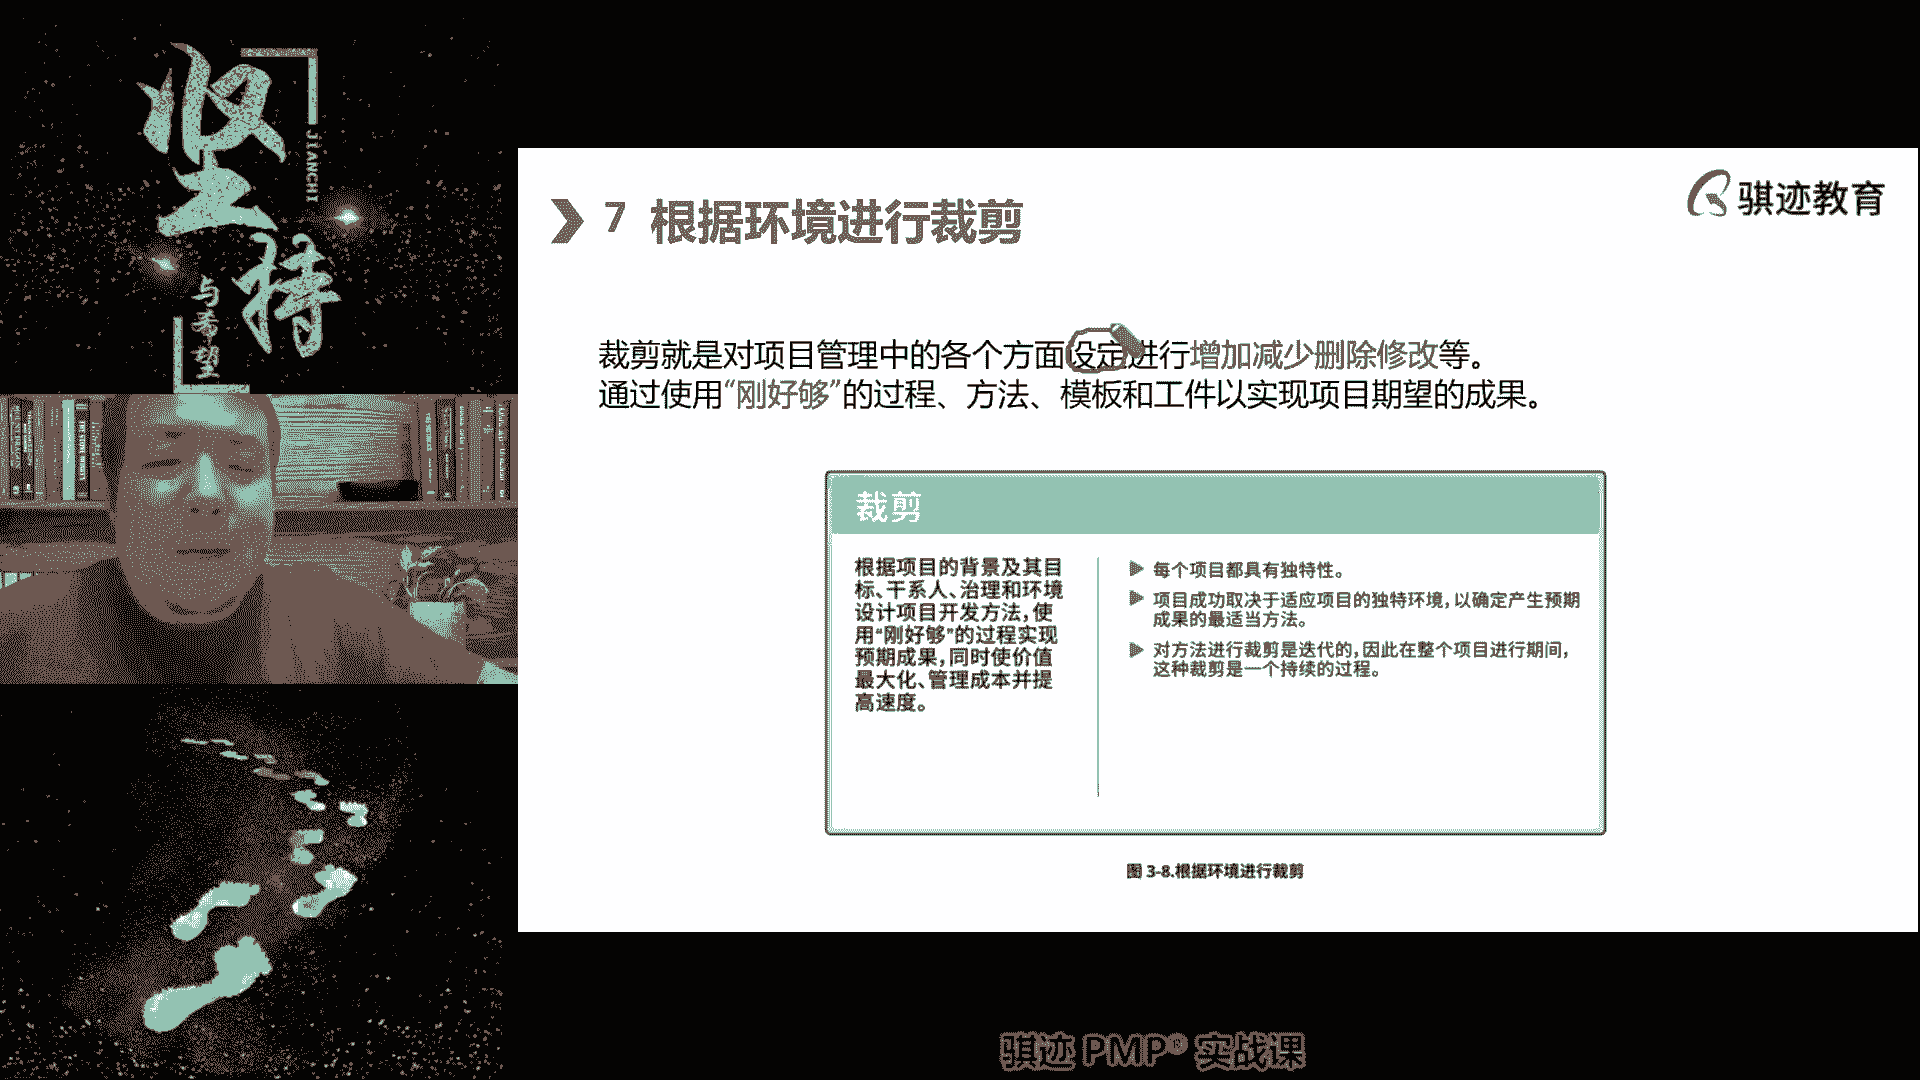 坚持
JIANCHI
与希望
骐迹教育
7 根据环境进行裁剪
裁剪就是对项目管理中的各个方面设定进行增加减少删除修改等。
通过使用“刚好够”的过程、方法、模板和工件以实现项目期望的成果。
裁剪
根据项目的背景及其目
标、干系人、治理和环境
设计项目开发方法,使
用“刚好够”的过程实现
预期成果,同时使价值
最大化、管理成本并提
高速度。
每个项目都具有独特性。
项目成功取决于适应项目的独特环境,以确定产生预期
成果的最适当方法。
对方法进行裁剪是迭代的,因此在整个项目进行期间,
这种裁剪是一个持续的过程。
图 3-8.根据环境进行裁剪
骐迹 PMP® 实战课